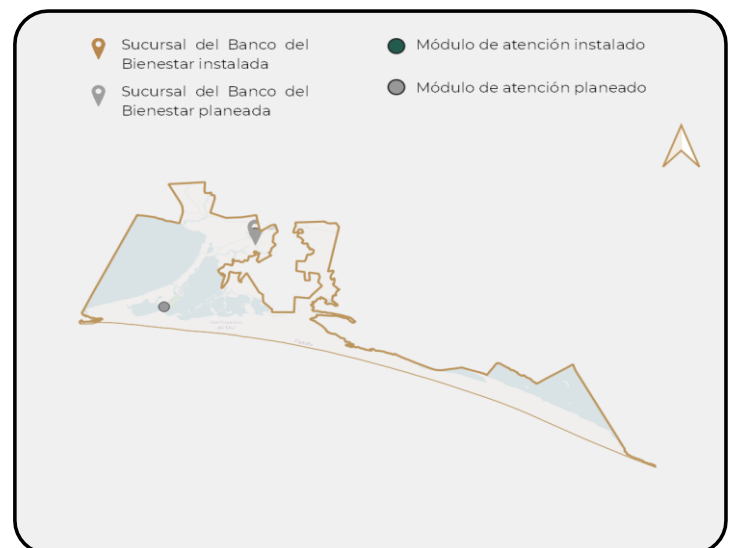 Sucursal del Banco del
Bienestar instalada
Sucursal del Banco del
Bienestar planeada
Módulo de atención instalado
Módulo de atención planeado